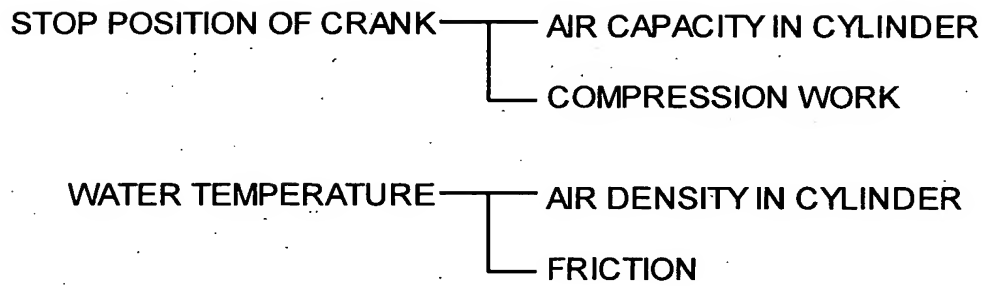 STOP POSITION OF CRANK AIR CAPACITY IN CYLINDER
COMPRESSION WORK
WATER TEMPERATURE AIR DENSITY IN CYLINDER
FRICTION